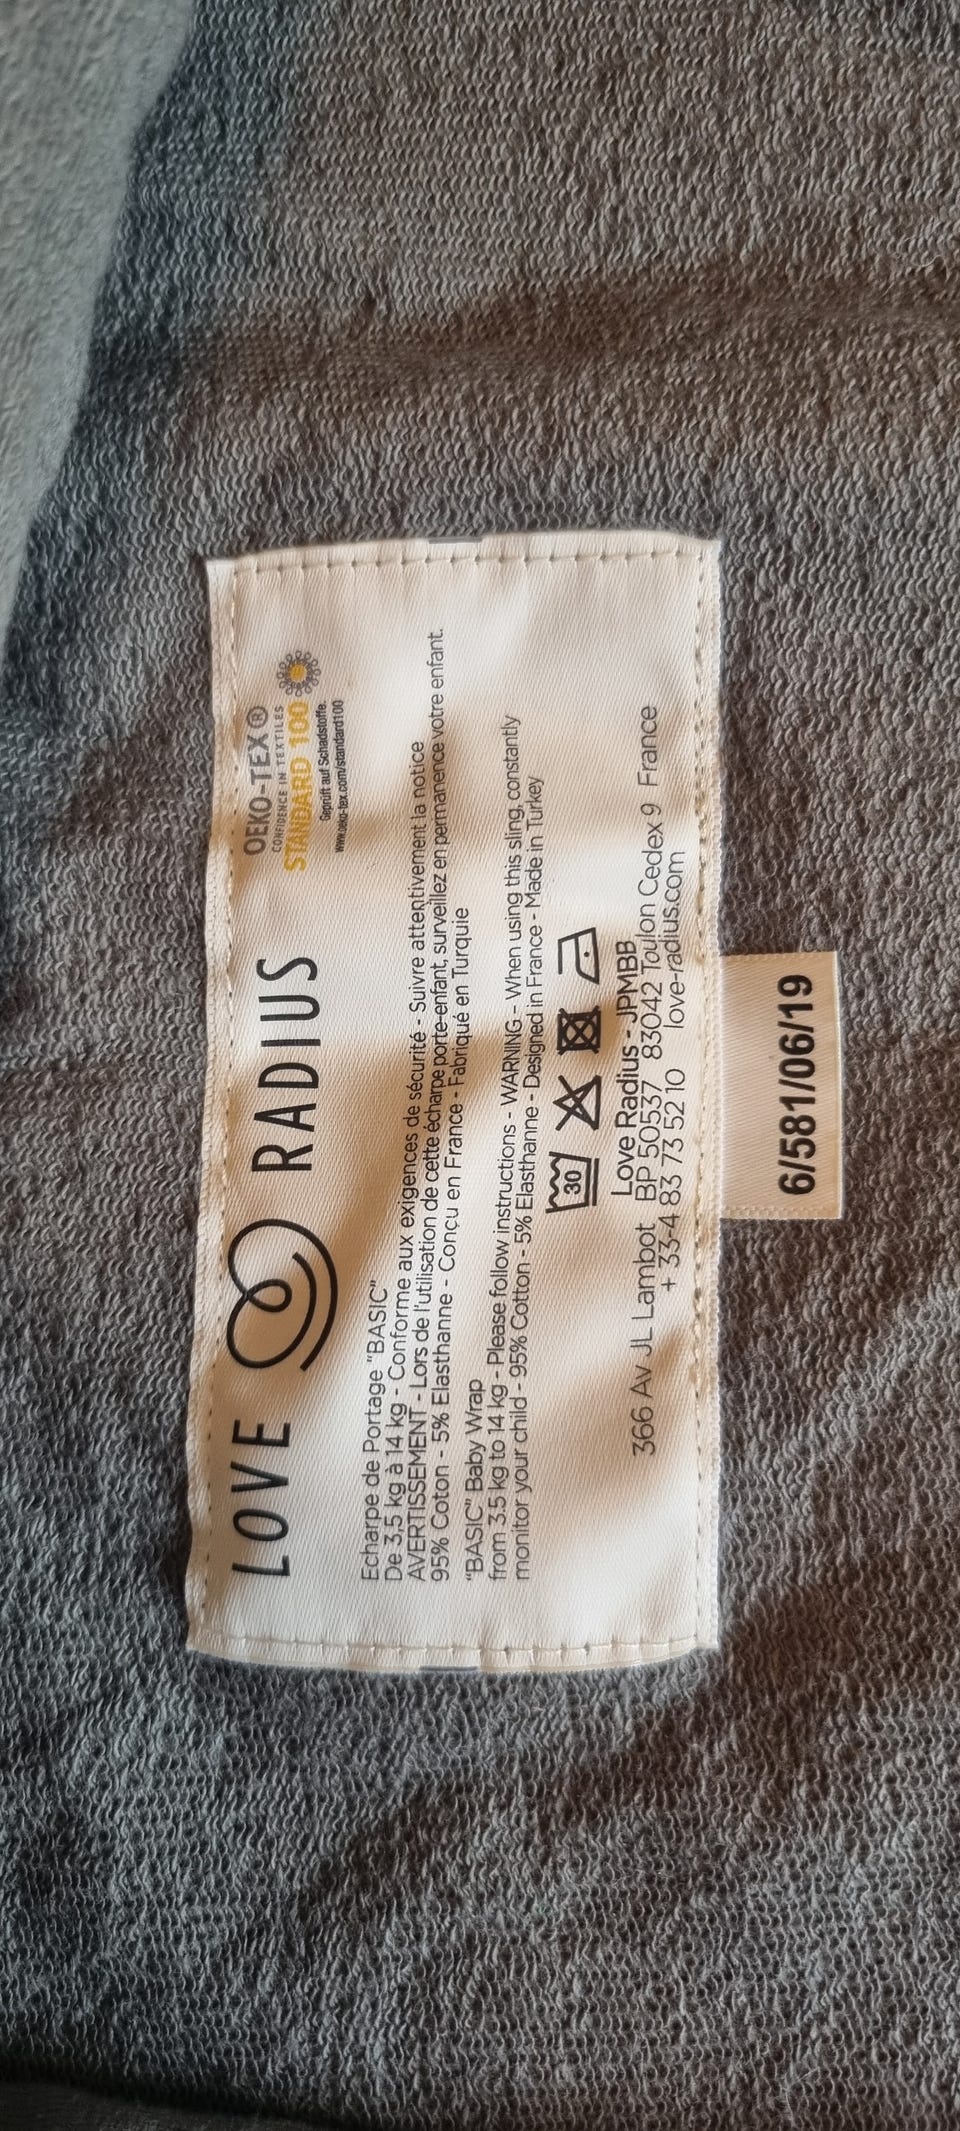 LOVE RADIUS
OEKO-TEX®
CONFIDENCE IN TEXTILES
STANDARD 100
Geprüft auf Schadstoffe.
www.oeko-tex.com/standard100
Echarpe de Portage "BASIC"
De 3,5 kg à 14 kg - Conforme aux exigences de sécurité - Suivre attentivement la notice
AVERTISSEMENT - Lors de l'utilisation de cette écharpe porte-enfant, surveillez en permanence votre enfant.
95% Coton - 5% Elasthanne - Conçu en France - Fabriqué en Turquie
"BASIC" Baby Wrap
from 3.5 kg to 14 kg - Please follow instructions - WARNING - When using this sling, constantly
monitor your child - 95% Cotton - 5% Elasthanne - Designed in France - Made in Turkey
30
Love Radius - JPMBB
366 Av JL Lambot BP 50537 83042 Toulon Cedex 9 France
+ 33-4 83 73 52 10 love-radius.com
6/581/06/19